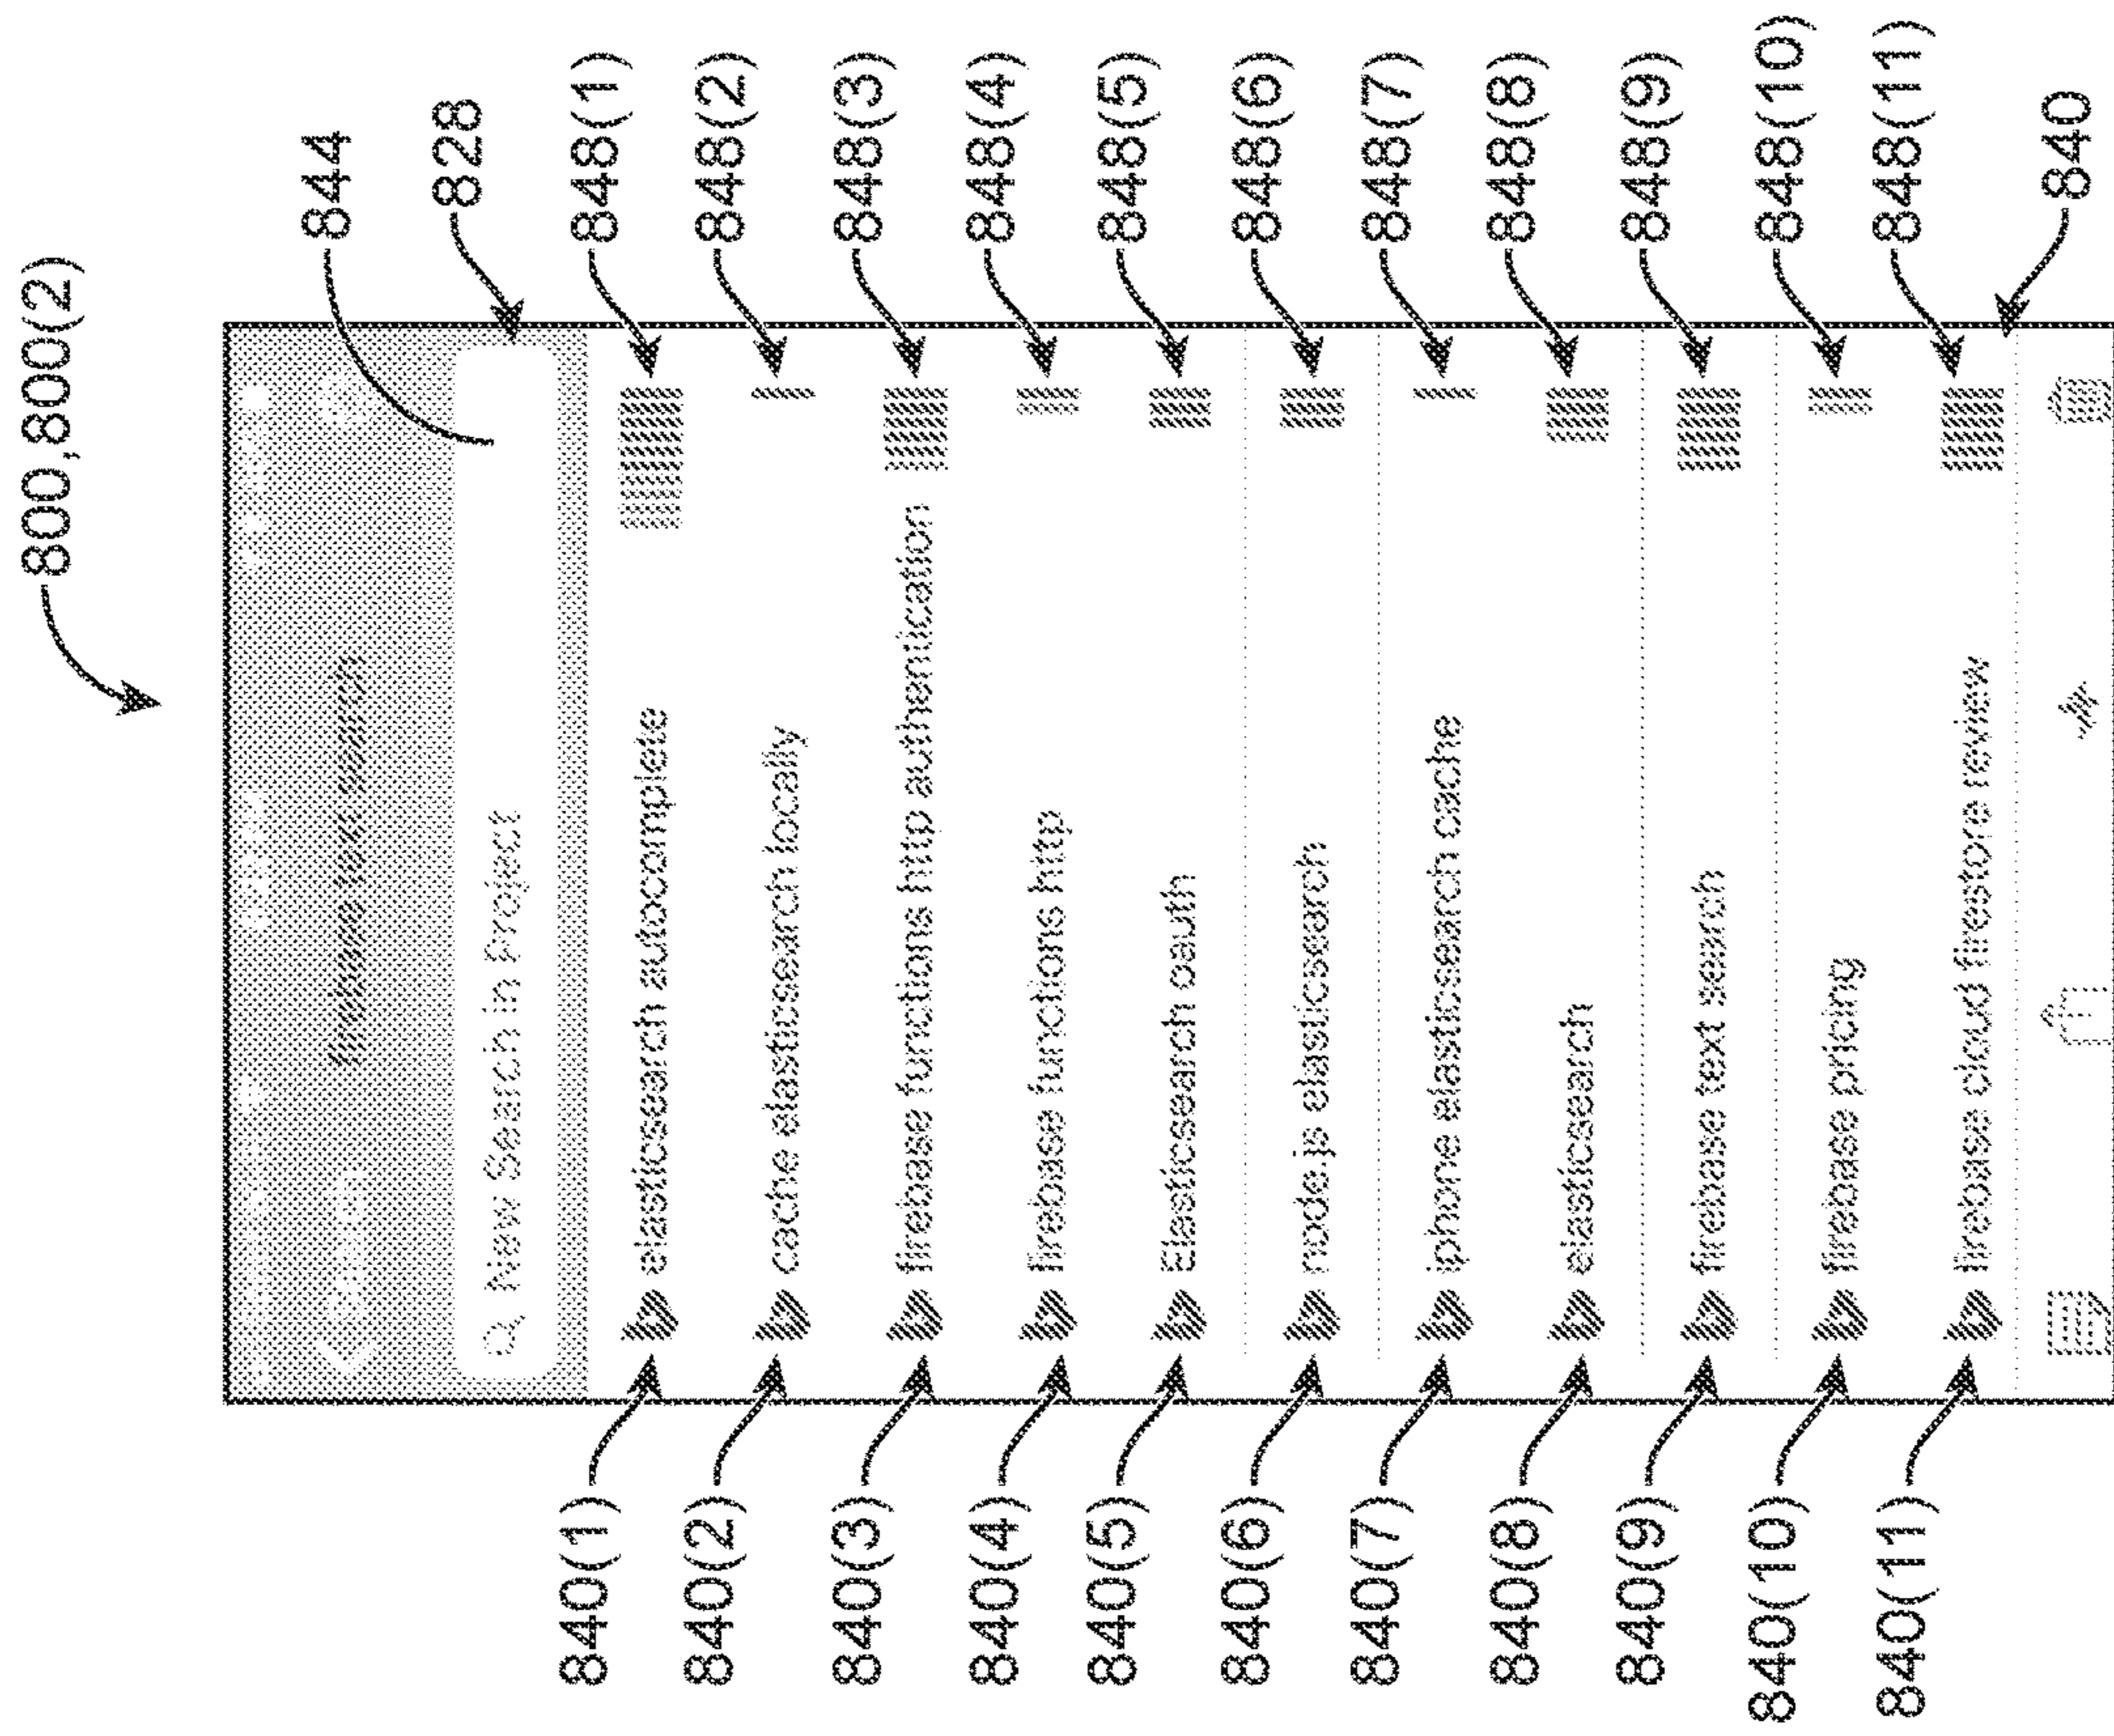 800,800(2)
844
828
New Search in Project
840(1) elasticsearch autocomplete 848(1)
840(2) cache elasticsearch locally 848(2)
840(3) firebase functions http authentication 848(3)
840(4) firebase functions http 848(4)
840(5) Elasticsearch oauth 848(5)
840(6) node.js elasticsearch 848(6)
840(7) iphone elasticsearch cache 848(7)
840(8) elasticsearch 848(8)
840(9) firebase text search 848(9)
840(10) firebase pricing 848(10)
840(11) firebase cloud firestore review 848(11)
840